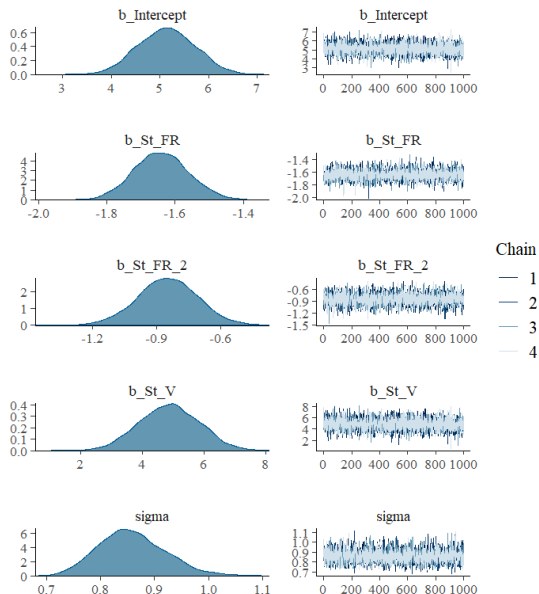 b_Intercept b_Intercept
0.6
0.4
0.2
0.0
3 4 5 6 7
7
6
5
4
3
0 200 400 600 800 1000
b_St_FR b_St_FR
4
3
2
1
0
-2.0 -1.8 -1.6 -1.4
-1.4
-1.6
-1.8
-2.0
0 200 400 600 800 1000
Chain
1
2
3
4
b_St_FR_2 b_St_FR_2
2
1
0
-1.2 -0.9 -0.6
-0.6
-0.9
-1.2
-1.5
0 200 400 600 800 1000
b_St_V b_St_V
0.4
0.3
0.2
0.1
0.0
2 4 6 8
8
6
4
2
0 200 400 600 800 1000
sigma sigma
6
4
2
0
0.7 0.8 0.9 1.0 1.1
1.1
1.0
0.9
0.8
0.7
0 200 400 600 800 1000